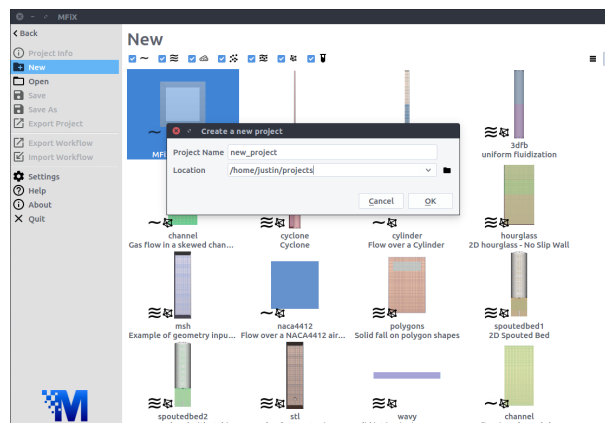 MFiX
Back
New
Project Info
New
Open
Save
Save As
Export Project
Export Workflow
Import Workflow
Settings
Help
About
Quit
Create a new project
Project Name new_project
Location /home/justin/projects
Cancel OK
3dfb
uniform fluidization
channel
Gas flow in a skewed chan...
cyclone
Cyclone
cylinder
Flow over a Cylinder
hourglass
2D hourglass - No Slip Wall
msh
Example of geometry inpu...
naca4412
Flow over a NACA4412 air...
polygons
Solid fall on polygon shapes
spoutedbed1
2D Spouted Bed
spoutedbed2
stl
wavy
channel